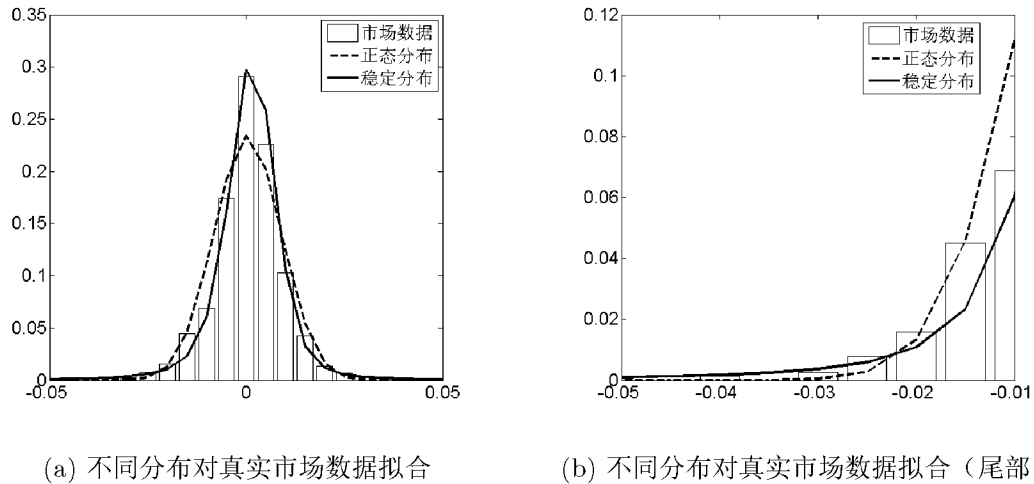 0.35
0.3
0.25
0.2
0.15
0.1
0.05
0
-0.05
0
0.05
市场数据
正态分布
稳定分布
(a) 不同分布对真实市场数据拟合
0.12
0.1
0.08
0.06
0.04
0.02
0
-0.05
-0.04
-0.03
-0.02
-0.01
市场数据
正态分布
稳定分布
(b) 不同分布对真实市场数据拟合（尾部